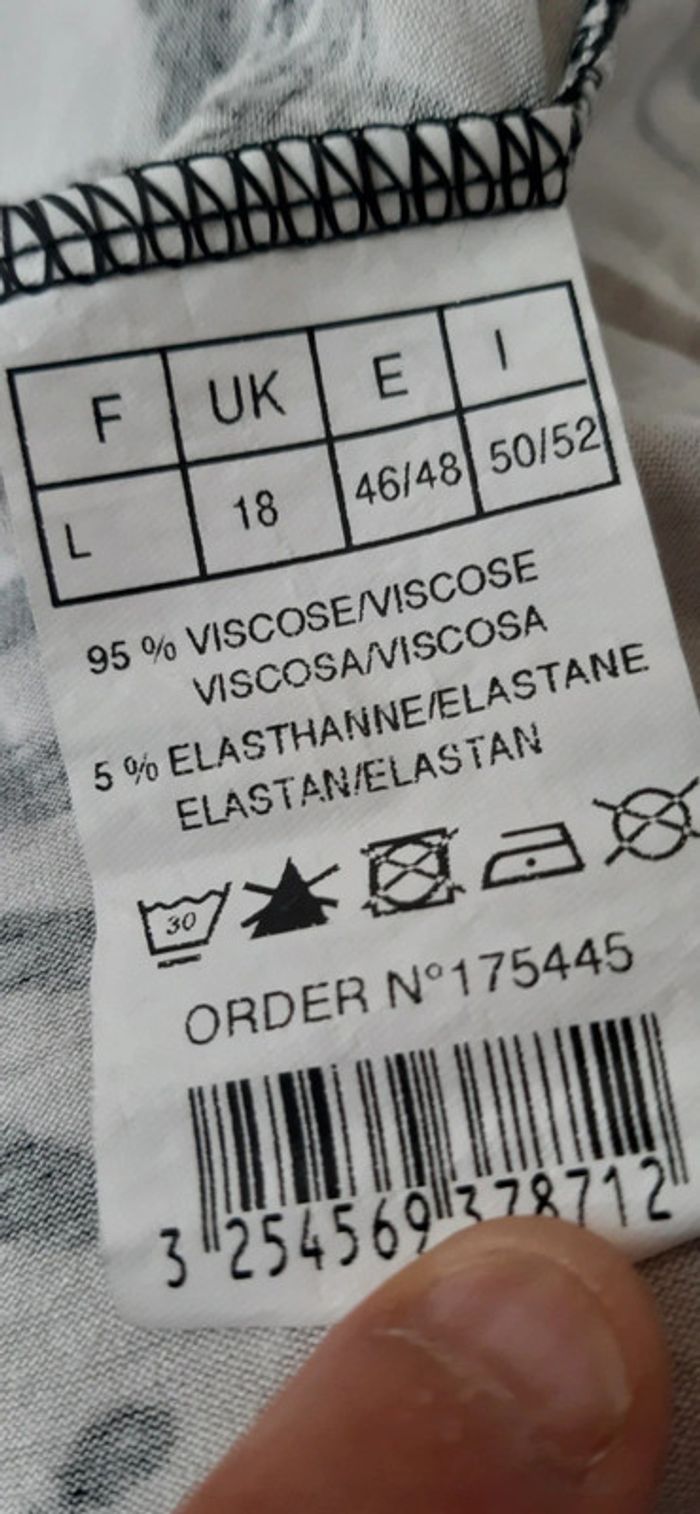 F UK E I
L 18 46/48 50/52
95 % VISCOSE/VISCOSE
VISCOSA/VISCOSA
5 % ELASTHANNE/ELASTANE
ELASTAN/ELASTAN
30
ORDER N°175445
3 254569 378712